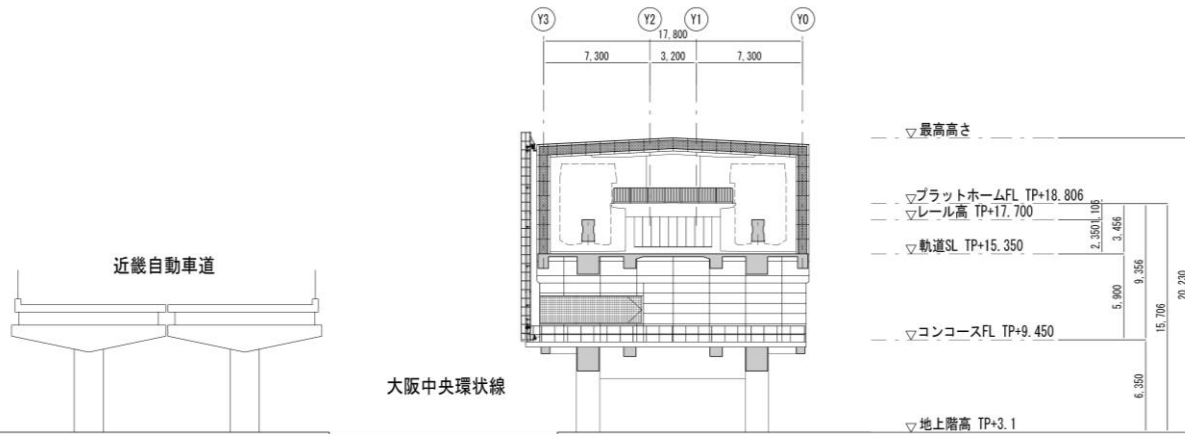 Y3
Y2
Y1
Y0
17,800
7,300
3,200
7,300
▽最高高さ
▽プラットホームFL TP+18.806
▽レール高 TP+17.700
▽軌道SL TP+15.350
▽コンコースFL TP+9.450
▽地上階高 TP+3.1
1,106
2,350
3,456
5,900
9,356
6,350
15,706
20,230
近畿自動車道
大阪中央環状線